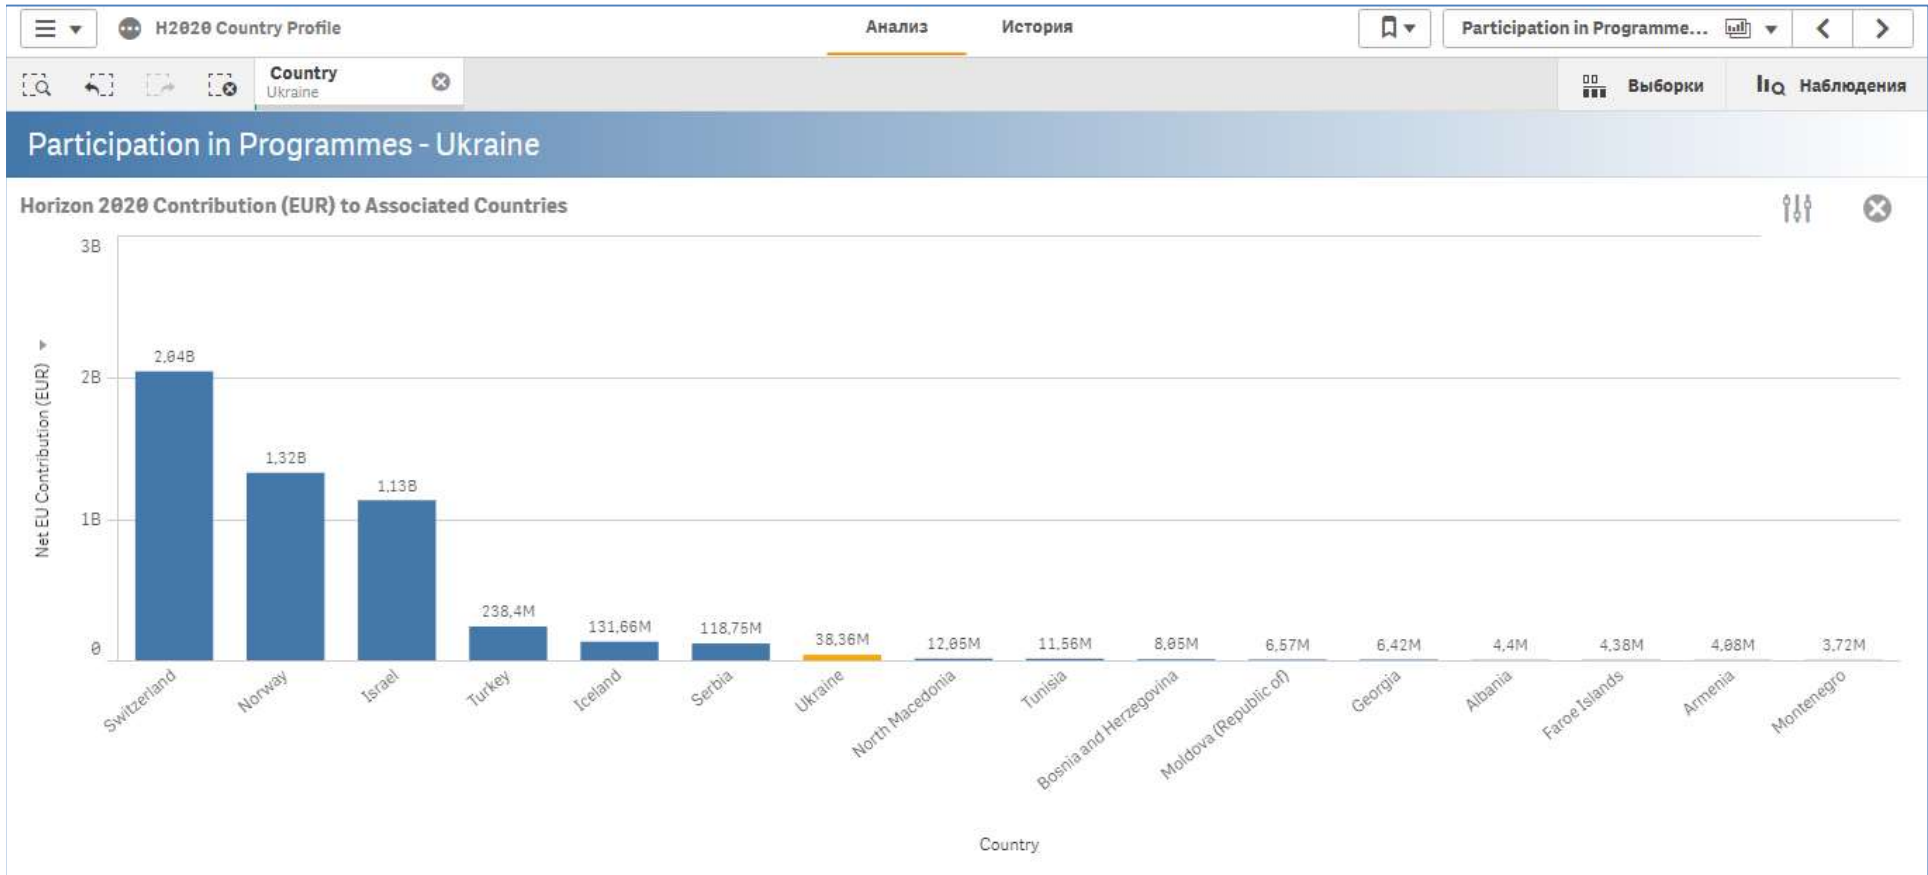 H2020 Country Profile
Анализ
История
Participation in Programme...
Country
Ukraine
Выборки
Наблюдения
Participation in Programmes - Ukraine
Horizon 2020 Contribution (EUR) to Associated Countries
Net EU Contribution (EUR)
3B
2B
1B
0
2,04B
1,32B
1,13B
238,4M
131,66M
118,75M
38,36M
12,05M
11,56M
8,05M
6,57M
6,42M
4,4M
4,38M
4,08M
3,72M
Switzerland
Norway
Israel
Turkey
Iceland
Serbia
Ukraine
North Macedonia
Tunisia
Bosnia and Herzegovina
Moldova (Republic of)
Georgia
Albania
Faroe Islands
Armenia
Montenegro
Country